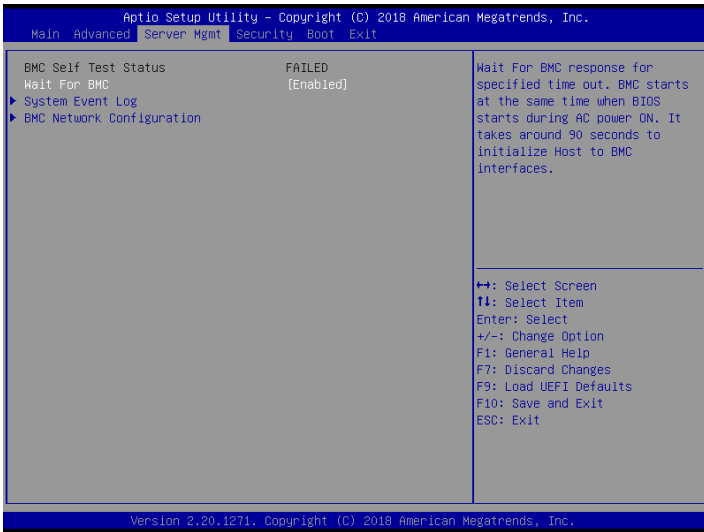 Aptio Setup Utility – Copyright (C) 2018 American Megatrends, Inc.
Main Advanced Server Mgmt Security Boot Exit
BMC Self Test Status FAILED
Wait For BMC [Enabled]
System Event Log
BMC Network Configuration
Wait For BMC response for
specified time out. BMC starts
at the same time when BIOS
starts during AC power ON. It
takes around 90 seconds to
initialize Host to BMC
interfaces.
↔: Select Screen
↑↓: Select Item
Enter: Select
+/-: Change Option
F1: General Help
F7: Discard Changes
F9: Load UEFI Defaults
F10: Save and Exit
ESC: Exit
Version 2.20.1271. Copyright (C) 2018 American Megatrends, Inc.